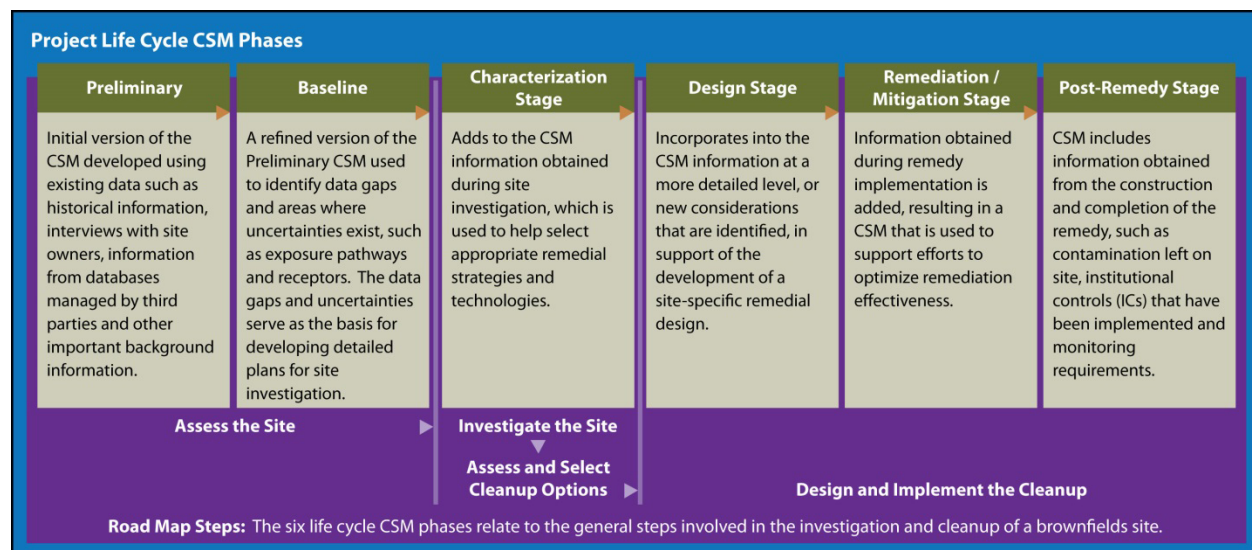 Project Life Cycle CSM Phases
Preliminary
Initial version of the
CSM developed using
existing data such as
historical information,
interviews with site
owners, information
from databases
managed by third
parties and other
important background
information.
Baseline
A refined version of the
Preliminary CSM used
to identify data gaps
and areas where
uncertainties exist, such
as exposure pathways
and receptors. The data
gaps and uncertainties
serve as the basis for
developing detailed
plans for site
investigation.
Characterization
Stage
Adds to the CSM
information obtained
during site
investigation, which is
used to help select
appropriate remedial
strategies and
technologies.
Design Stage
Incorporates into the
CSM information at a
more detailed level, or
new considerations
that are identified, in
support of the
development of a
site-specific remedial
design.
Remediation /
Mitigation Stage
Information obtained
during remedy
implementation is
added, resulting in a
CSM that is used to
support efforts to
optimize remediation
effectiveness.
Post-Remedy Stage
CSM includes
information obtained
from the construction
and completion of the
remedy, such as
contamination left on
site, institutional
controls (ICs) that have
been implemented and
monitoring
requirements.
Assess the Site
Investigate the Site
Assess and Select
Cleanup Options
Design and Implement the Cleanup
Road Map Steps: The six life cycle CSM phases relate to the general steps involved in the investigation and cleanup of a brownfields site.